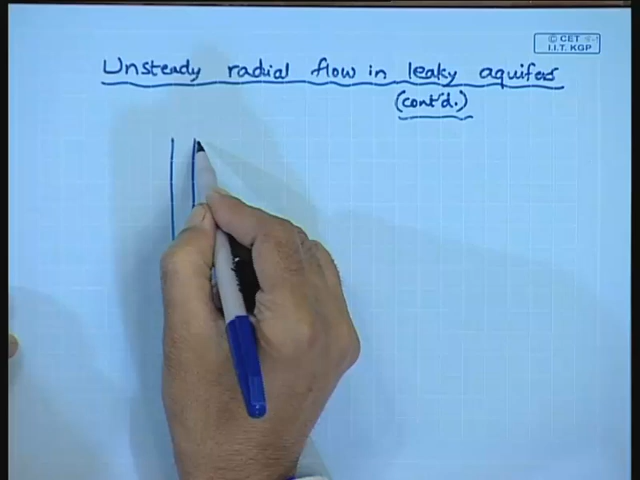 © CET
I.I.T. KGP
Unsteady radial flow in leaky aquifers
(cont'd.)